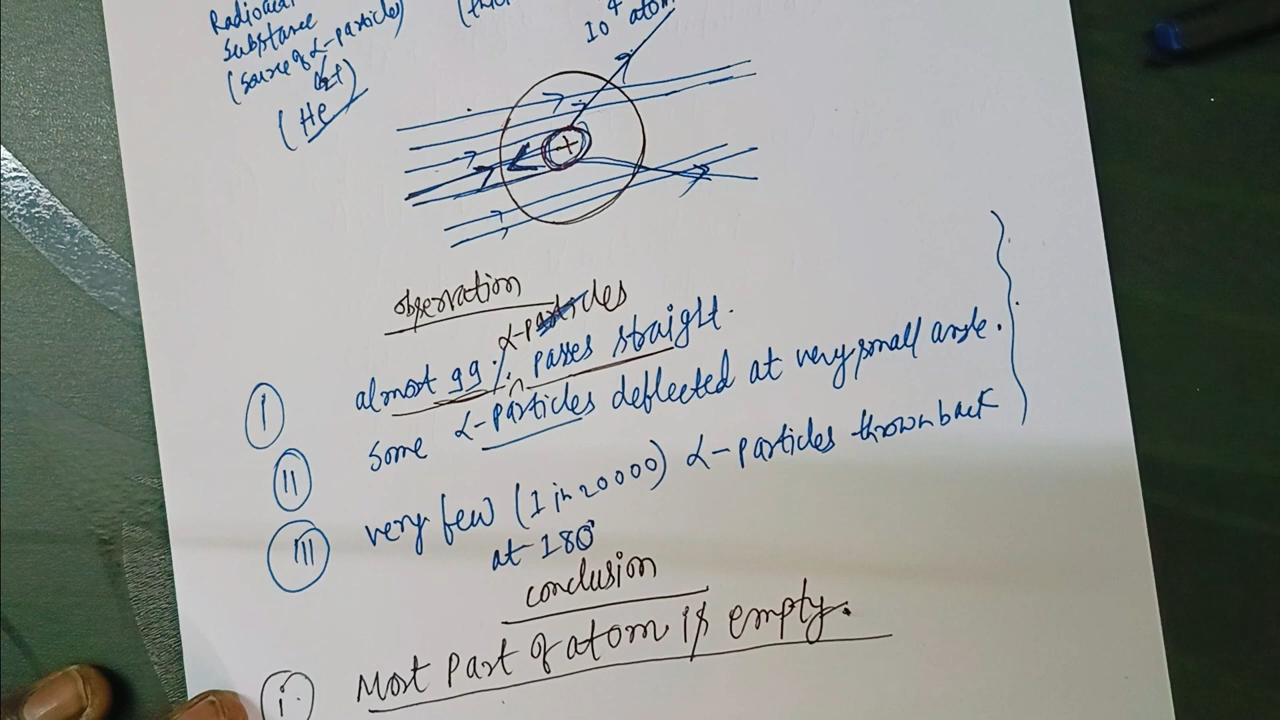 Radioact
substance
(source of α-particles)
(He²⁺)
10⁴ atom
+
observation
α-particles
I almost 99% passes straight.
II some α-particles deflected at very small angle.
III very few (1 in 20000) α-particles thrown back
at 180°
conclusion
i. Most Part of atom is empty.